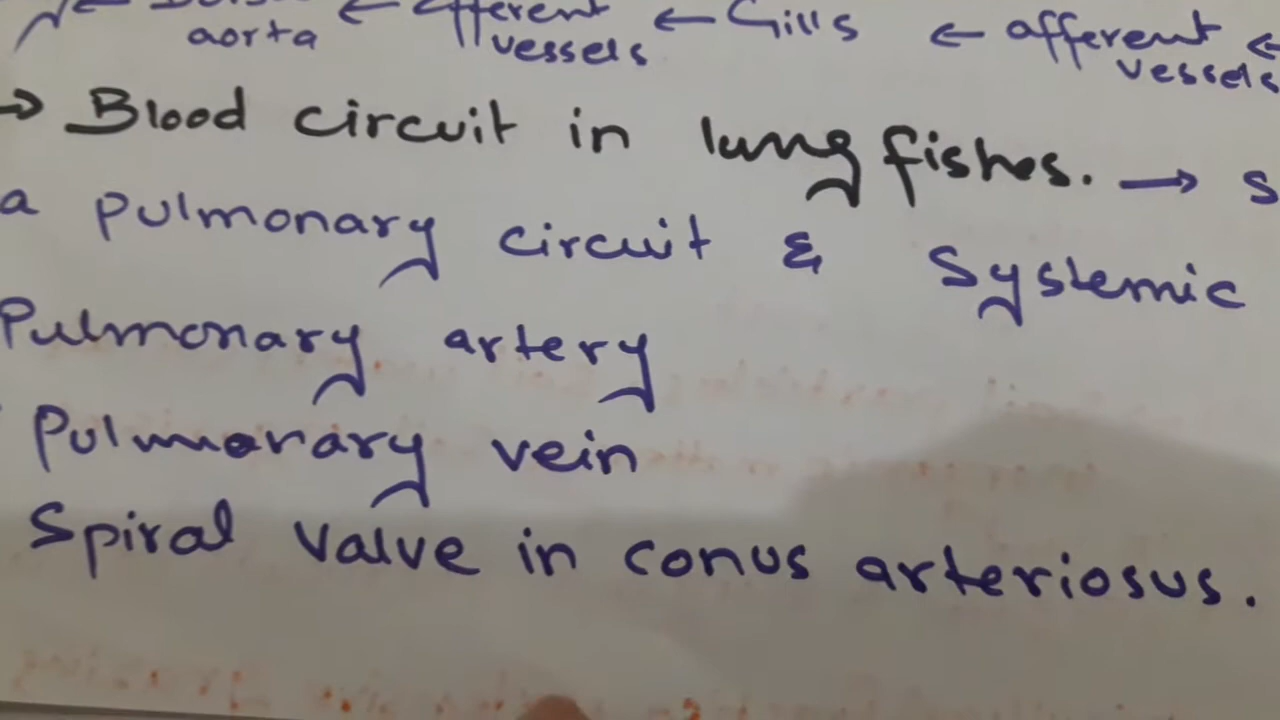 ← ← efferent ← Gills ← afferent ←
aorta vessels vessels
→ Blood circuit in lung fishes. → S
a pulmonary circuit & Systemic
Pulmonary artery
Pulmonary vein
Spiral valve in conus arteriosus.